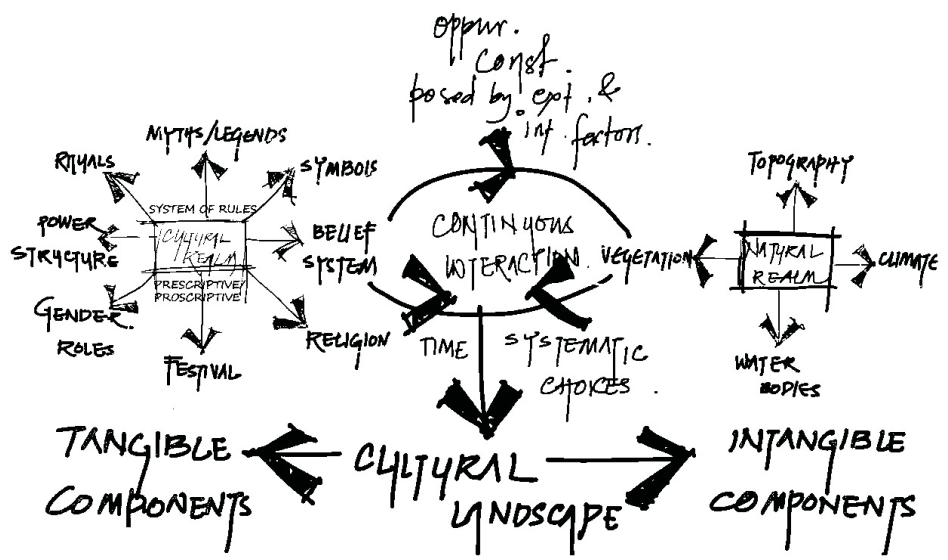 oppur.
const.
posed by ext. &
int. factors.
MYTHS/LEGENDS
RITUALS
SYMBOLS
POWER
STRUCTURE
SYSTEM OF RULES
CULTURAL
REALM
PRESCRIPTIVE/
PROSCRIPTIVE
BELIEF
SYSTEM
GENDER
ROLES
FESTIVAL
RELIGION
CONTINUOUS
INTERACTION.
TIME
SYSTEMATIC
CHOICES.
TOPOGRAPHY
VEGETATION
NATURAL
REALM
CLIMATE
WATER
BODIES
TANGIBLE
COMPONENTS
CULTURAL
LANDSCAPE
INTANGIBLE
COMPONENTS